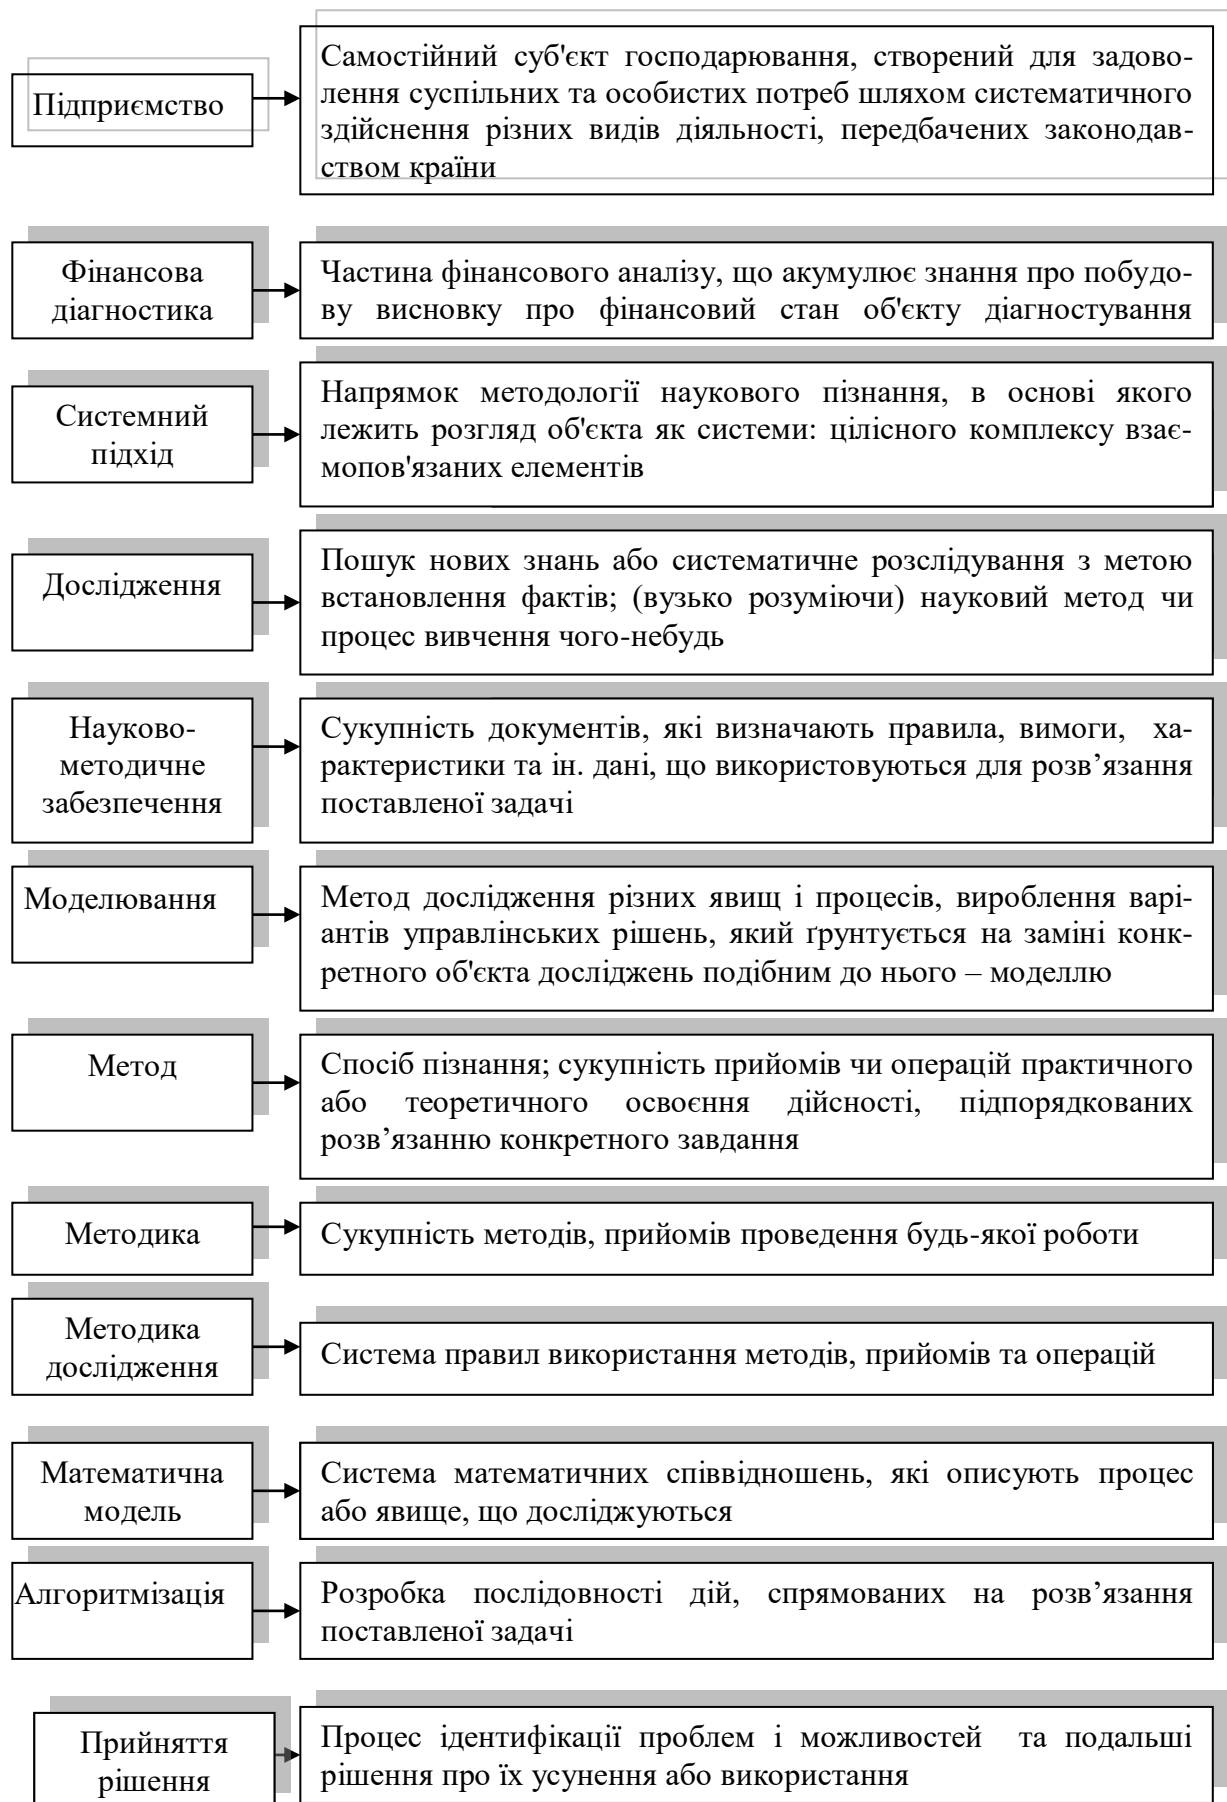 Підприємство
Самостійний суб'єкт господарювання, створений для задово-
лення суспільних та особистих потреб шляхом систематичного
здійснення різних видів діяльності, передбачених законодав-
ством країни
Фінансова
діагностика
Частина фінансового аналізу, що акумулює знання про побудо-
ву висновку про фінансовий стан об'єкту діагностування
Системний
підхід
Напрямок методології наукового пізнання, в основі якого
лежить розгляд об'єкта як системи: цілісного комплексу взає-
мопов'язаних елементів
Дослідження
Пошук нових знань або систематичне розслідування з метою
встановлення фактів; (вузько розуміючи) науковий метод чи
процес вивчення чого-небудь
Науково-
методичне
забезпечення
Сукупність документів, які визначають правила, вимоги, ха-
рактеристики та ін. дані, що використовуються для розв’язання
поставленої задачі
Моделювання
Метод дослідження різних явищ і процесів, вироблення варі-
антів управлінських рішень, який ґрунтується на заміні конк-
ретного об'єкта досліджень подібним до нього – моделлю
Метод
Спосіб пізнання; сукупність прийомів чи операцій практичного
або теоретичного освоєння дійсності, підпорядкованих
розв’язанню конкретного завдання
Методика
Сукупність методів, прийомів проведення будь-якої роботи
Методика
дослідження
Система правил використання методів, прийомів та операцій
Математична
модель
Система математичних співвідношень, які описують процес
або явище, що досліджуються
Алгоритмізація
Розробка послідовності дій, спрямованих на розв’язання
поставленої задачі
Прийняття
рішення
Процес ідентифікації проблем і можливостей та подальші
рішення про їх усунення або використання